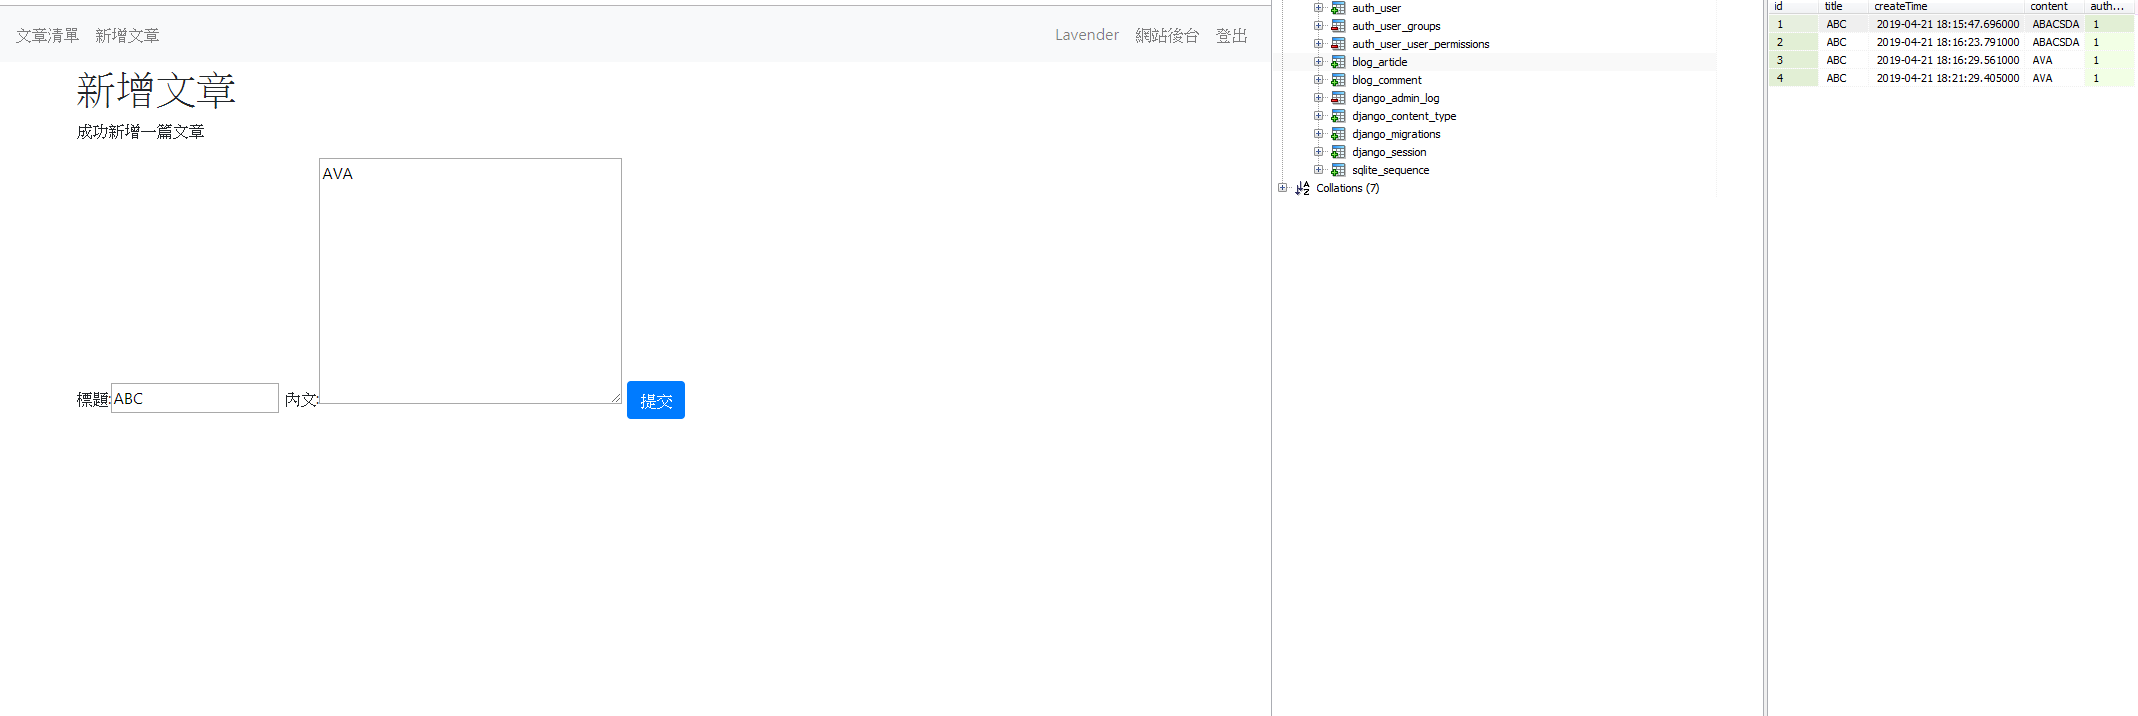 文章清單 新增文章 Lavender 網站後台 登出
新增文章
成功新增一篇文章
AVA
標題:ABC 內文: 提交
auth_user
auth_user_groups
auth_user_user_permissions
blog_article
blog_comment
django_admin_log
django_content_type
django_migrations
django_session
sqlite_sequence
Collations (7)
id title createTime content auth...
1 ABC 2019-04-21 18:15:47.696000 ABACSDA 1
2 ABC 2019-04-21 18:16:23.791000 ABACSDA 1
3 ABC 2019-04-21 18:16:29.561000 AVA 1
4 ABC 2019-04-21 18:21:29.405000 AVA 1